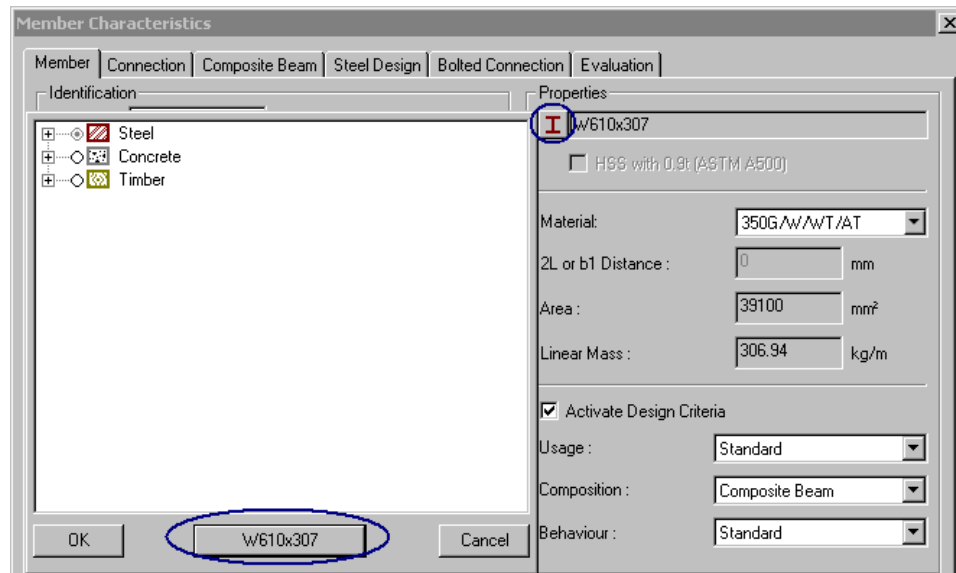 Member Characteristics
Member Connection Composite Beam Steel Design Bolted Connection Evaluation
Identification
Steel
Concrete
Timber
OK W610x307 Cancel
Properties
W610x307
HSS with 0.9t (ASTM A500)
Material: 350G/W/WT/AT
2L or b1 Distance : 0 mm
Area : 39100 mm²
Linear Mass : 306.94 kg/m
Activate Design Criteria
Usage : Standard
Composition : Composite Beam
Behaviour : Standard